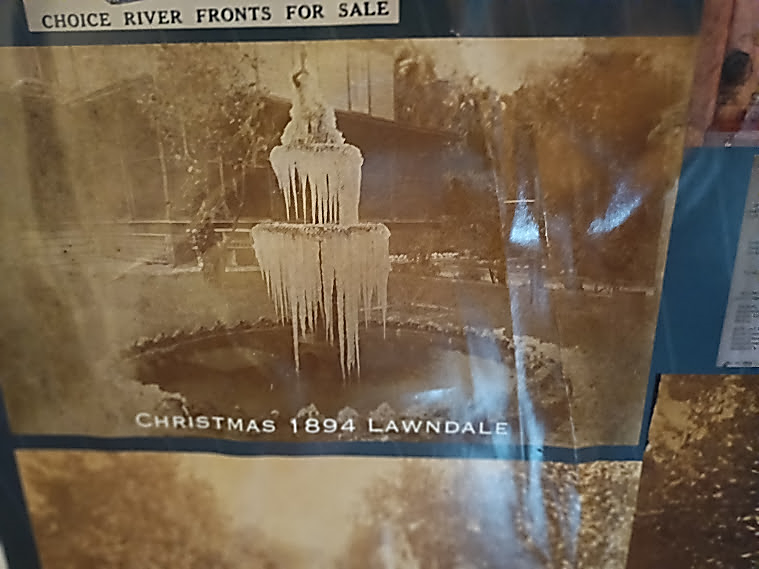 CHOICE RIVER FRONTS FOR SALE
CHRISTMAS 1894 LAWNDALE